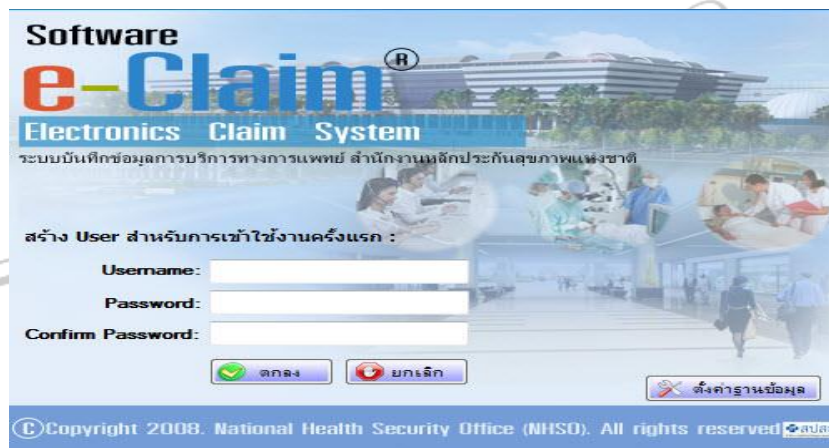 Software
e-Claim®
Electronics Claim System
ระบบบันทึกข้อมูลการบริการทางการแพทย์ สำนักงานหลักประกันสุขภาพแห่งชาติ
สร้าง User สำหรับการเข้าใช้งานครั้งแรก :
Username:
Password:
Confirm Password:
ตกลง ยกเลิก
ตั้งค่าฐานข้อมูล
©Copyright 2008. National Health Security Office (NHSO). All rights reserved